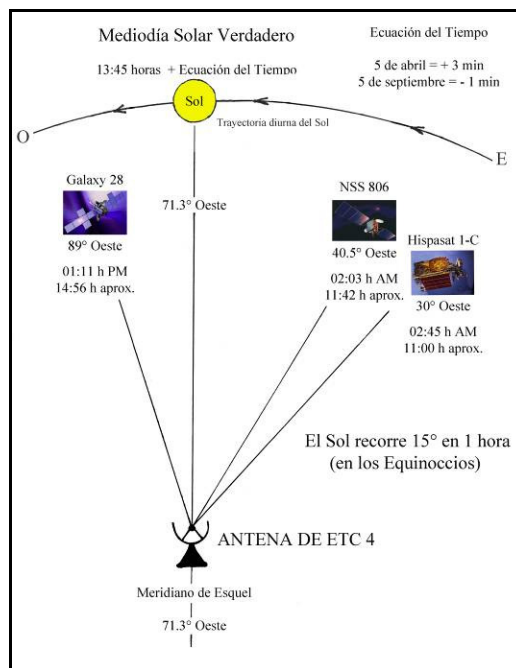 Mediodía Solar Verdadero
13:45 horas + Ecuación del Tiempo
Ecuación del Tiempo
5 de abril = + 3 min
5 de septiembre = - 1 min
Sol
Trayectoria diurna del Sol
O
E
Galaxy 28
89° Oeste
01:11 h PM
14:56 h aprox.
71.3° Oeste
NSS 806
40.5° Oeste
02:03 h AM
11:42 h aprox.
Hispasat 1-C
30° Oeste
02:45 h AM
11:00 h aprox.
El Sol recorre 15° en 1 hora
(en los Equinoccios)
ANTENA DE ETC 4
Meridiano de Esquel
71.3° Oeste